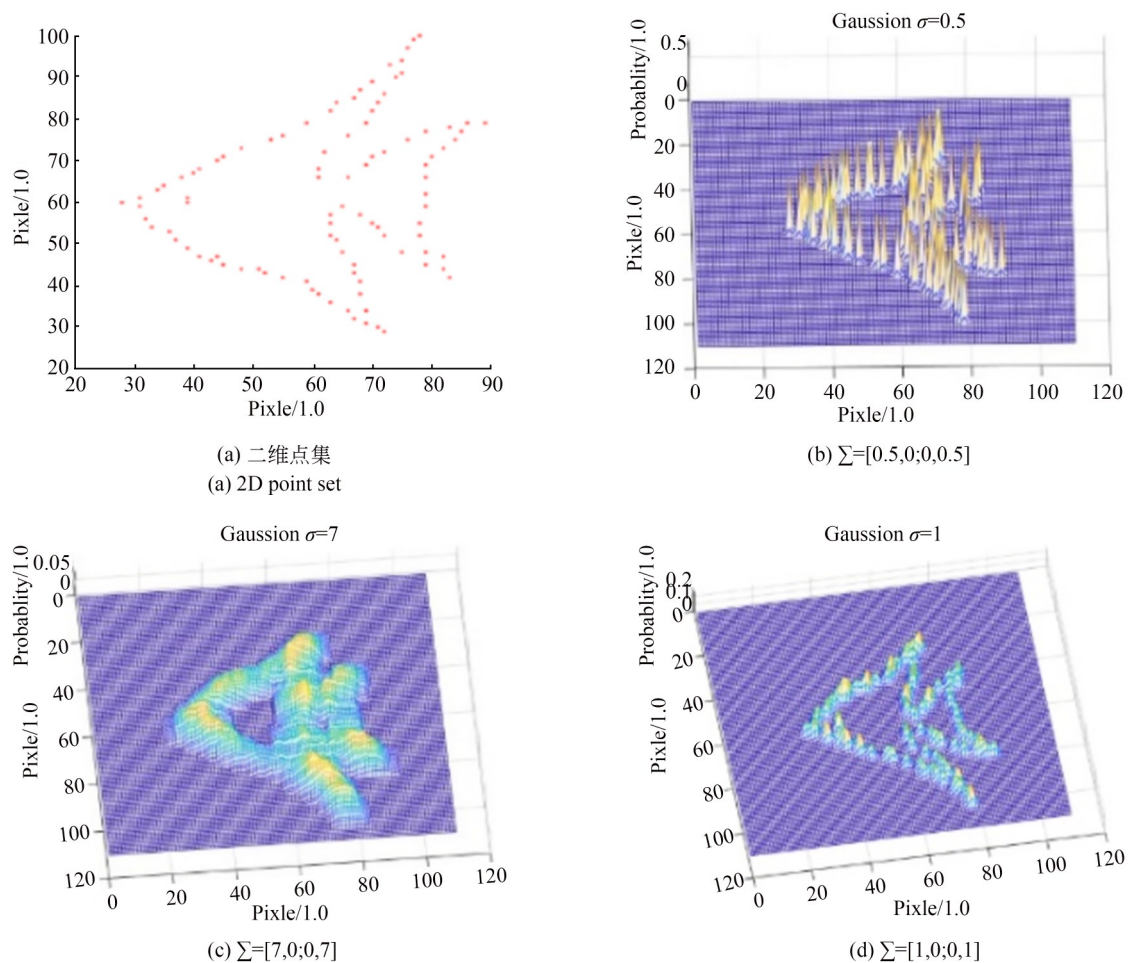 100
90
80
70
60
50
40
30
20
Pixle/1.0
20 30 40 50 60 70 80 90
Pixle/1.0
(a) 二维点集
(a) 2D point set
Gaussion σ=0.5
Probablity/1.0
0.5
0
0
20
40
60
80
100
120
Pixle/1.0
0 20 40 60 80 100 120
Pixle/1.0
(b) ∑=[0.5,0;0,0.5]
Gaussion σ=7
Probablity/1.0
0.05
0
0
20
40
60
80
100
120
Pixle/1.0
0 20 40 60 80 100 120
Pixle/1.0
(c) ∑=[7,0;0,7]
Gaussion σ=1
Probablity/1.0
0.2
0.1
0
0
20
40
60
80
100
120
Pixle/1.0
0 20 40 60 80 100 120
Pixle/1.0
(d) ∑=[1,0;0,1]